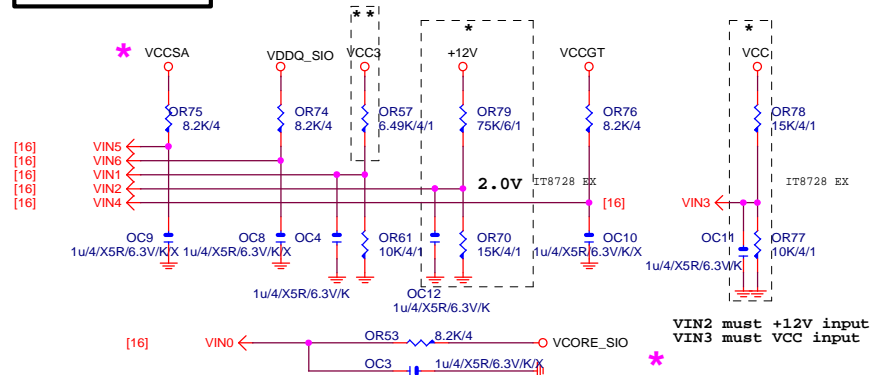 * *
*
*
* VCCSA
VDDQ_SIO
VCC3
+12V
VCCGT
VCC
OR75
8.2K/4
OR74
8.2K/4
OR57
6.49K/4/1
OR79
75K/6/1
OR76
8.2K/4
OR78
15K/4/1
[16] VIN5
[16] VIN6
[16] VIN1
[16] VIN2
[16] VIN4
2.0V
IT8728 EX
[16]
VIN3
IT8728 EX
OC9
1u/4/X5R/6.3V/K/X
OC8
1u/4/X5R/6.3V/K/X
OC4
1u/4/X5R/6.3V/K
OR61
10K/4/1
OC12
1u/4/X5R/6.3V/K
OR70
15K/4/1
OC10
1u/4/X5R/6.3V/K/X
OC11
1u/4/X5R/6.3V/K
OR77
10K/4/1
VIN2 must +12V input
VIN3 must VCC input
*
[16] VIN0
OR53 8.2K/4
VCORE_SIO
OC3 1u/4/X5R/6.3V/K/X